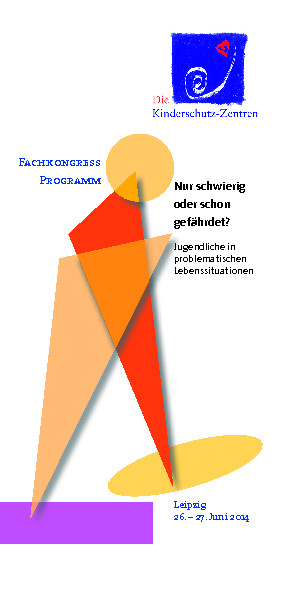 Die
Kinderschutz-Zentren
Fachkongress
Programm
Nur schwierig
oder schon
gefährdet?
Jugendliche in
problematischen
Lebenssituationen
Leipzig
26. – 27. Juni 2014